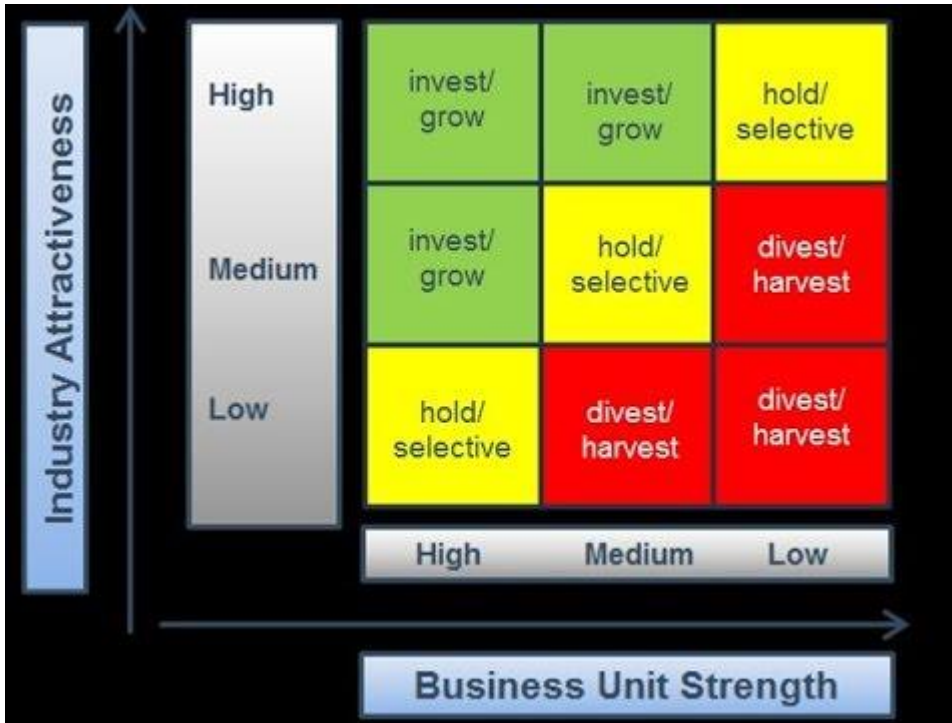 Industry Attractiveness
High
invest/
grow
invest/
grow
hold/
selective
Medium
invest/
grow
hold/
selective
divest/
harvest
Low
hold/
selective
divest/
harvest
divest/
harvest
High
Medium
Low
Business Unit Strength